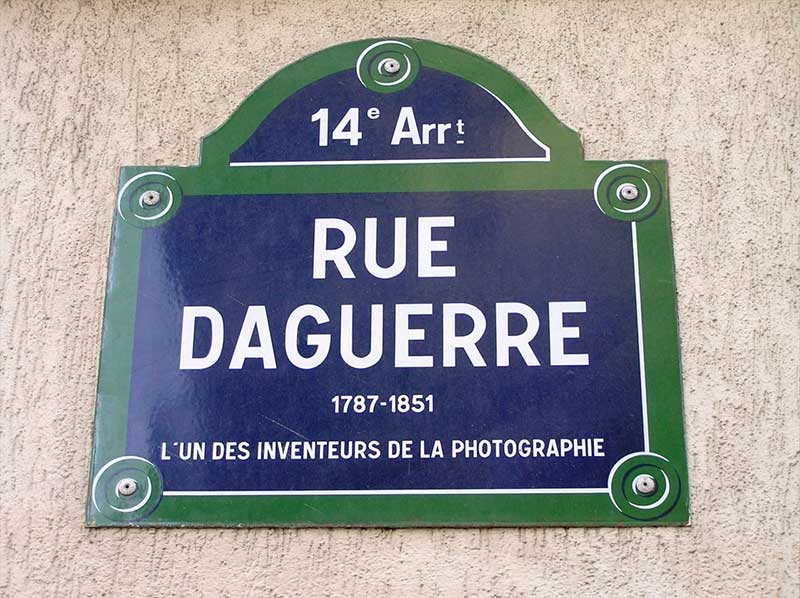 14e Arrt
RUE
DAGUERRE
1787-1851
L'UN DES INVENTEURS DE LA PHOTOGRAPHIE